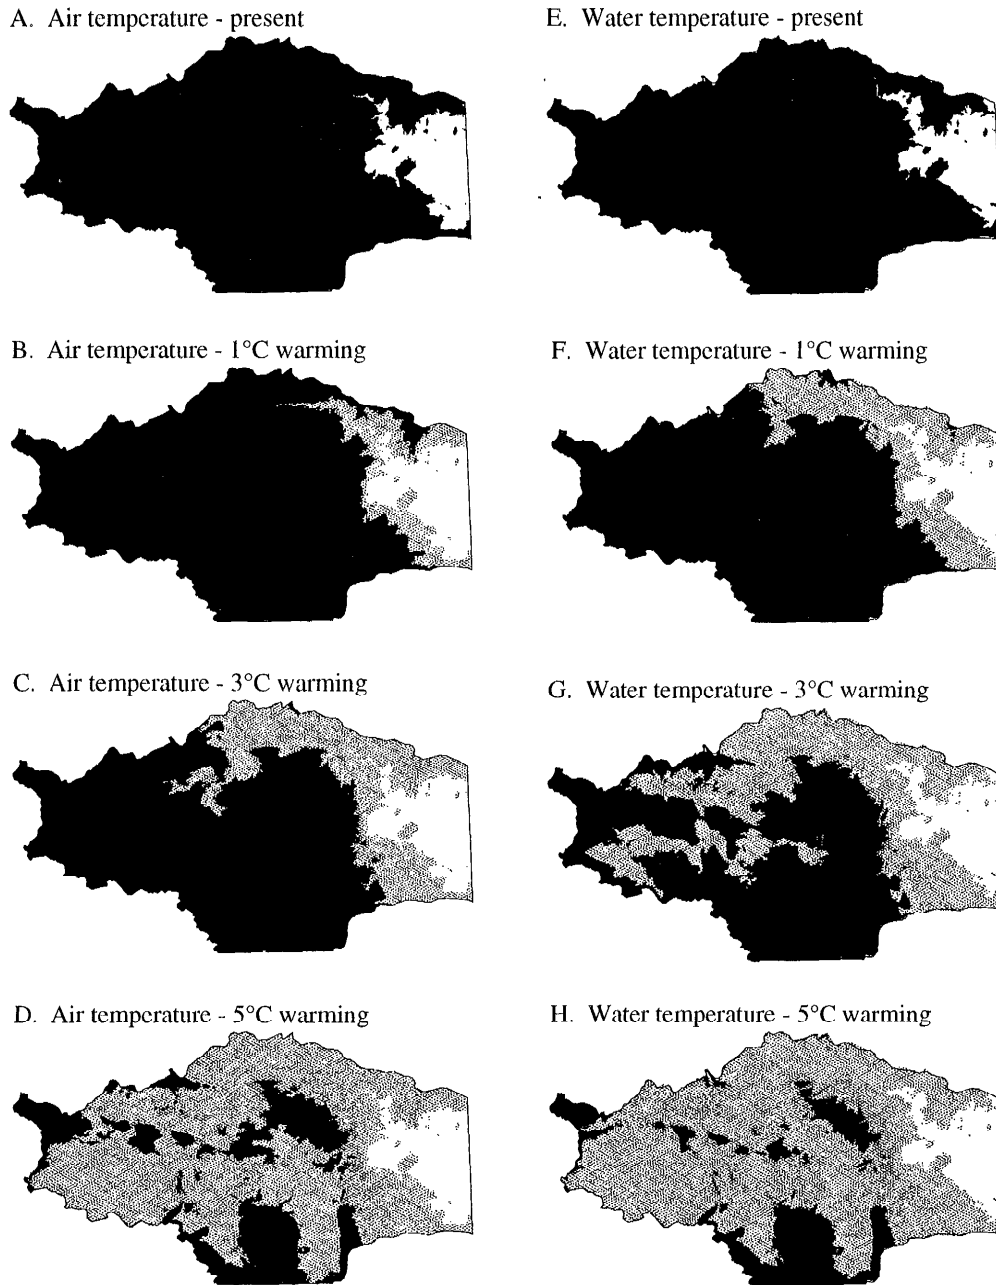 A. Air temperature - present
E. Water temperature - present
B. Air temperature - 1°C warming
F. Water temperature - 1°C warming
C. Air temperature - 3°C warming
G. Water temperature - 3°C warming
D. Air temperature - 5°C warming
H. Water temperature - 5°C warming